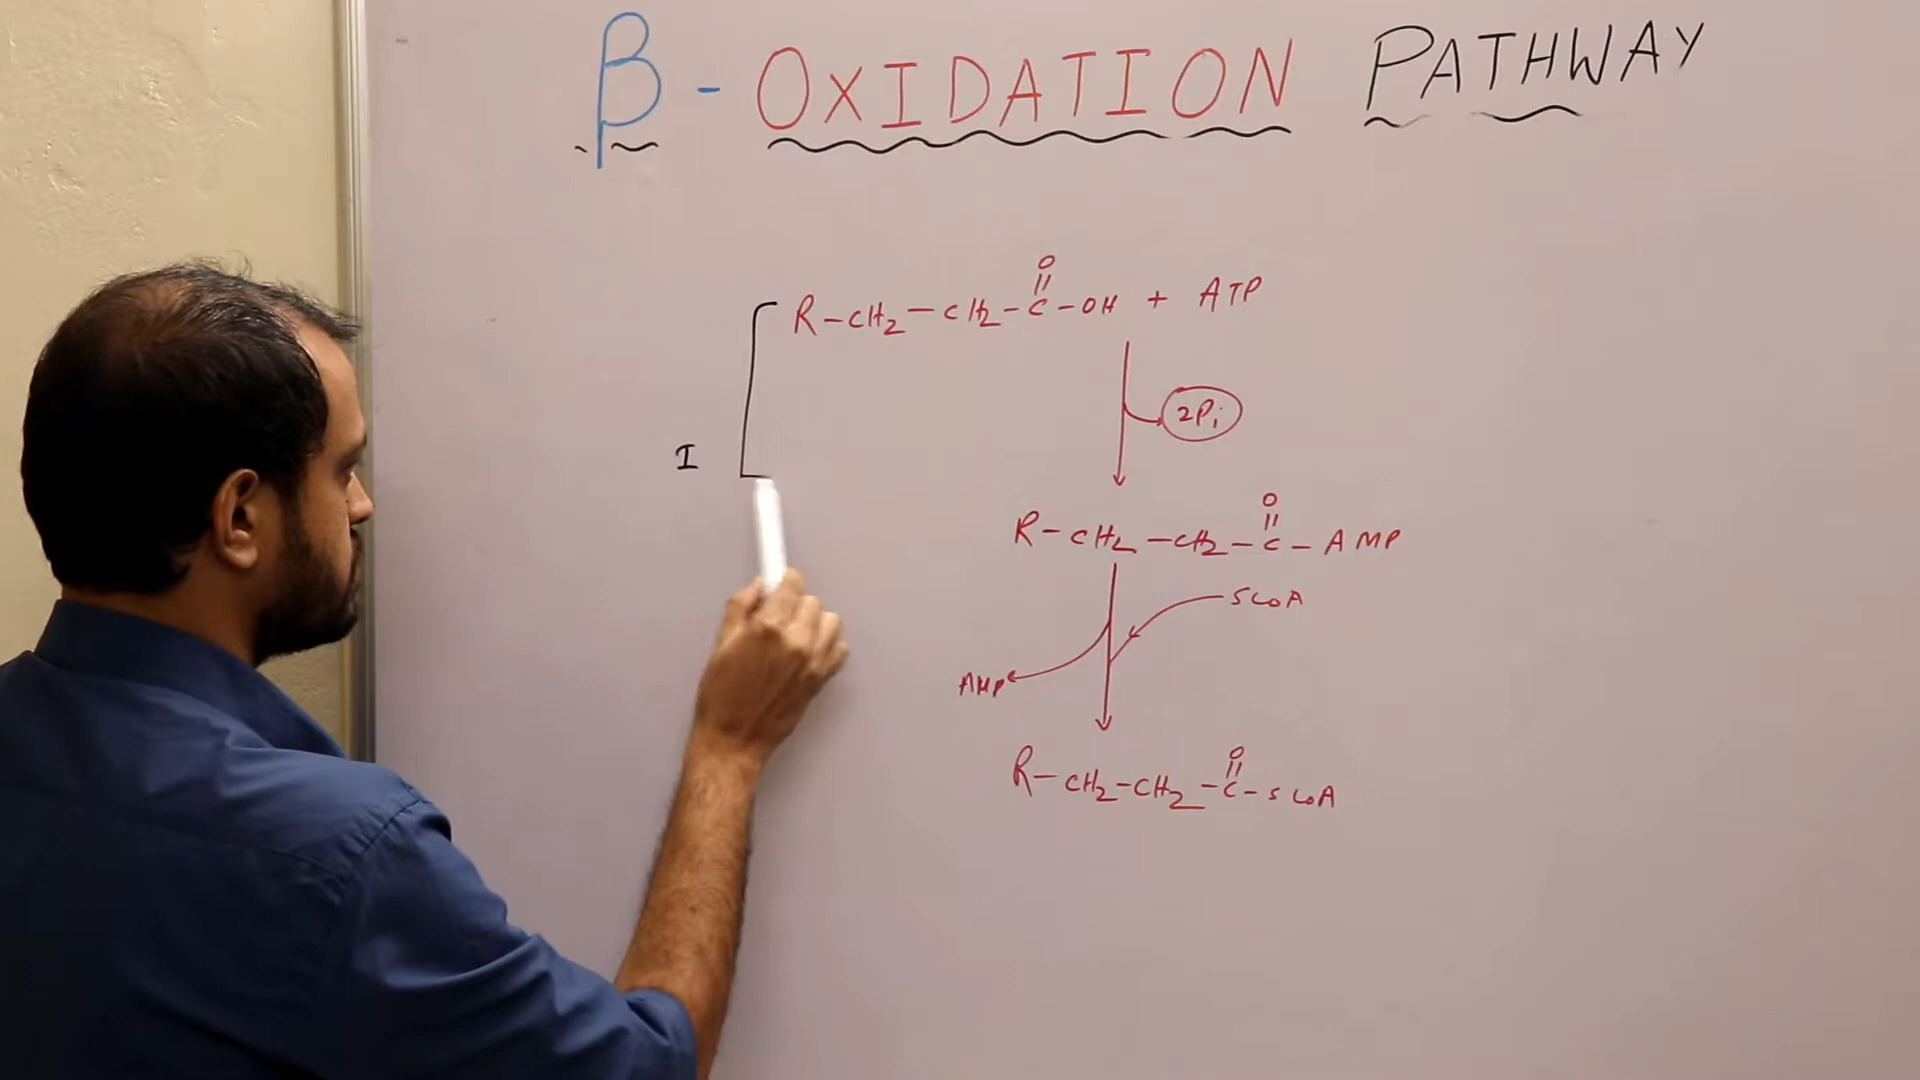 β - OXIDATION PATHWAY
O
||
R-CH2-CH2-C-OH + ATP
2Pi
I
O
||
R-CH2-CH2-C-AMP
SCoA
AMP
O
||
R-CH2-CH2-C-SCoA